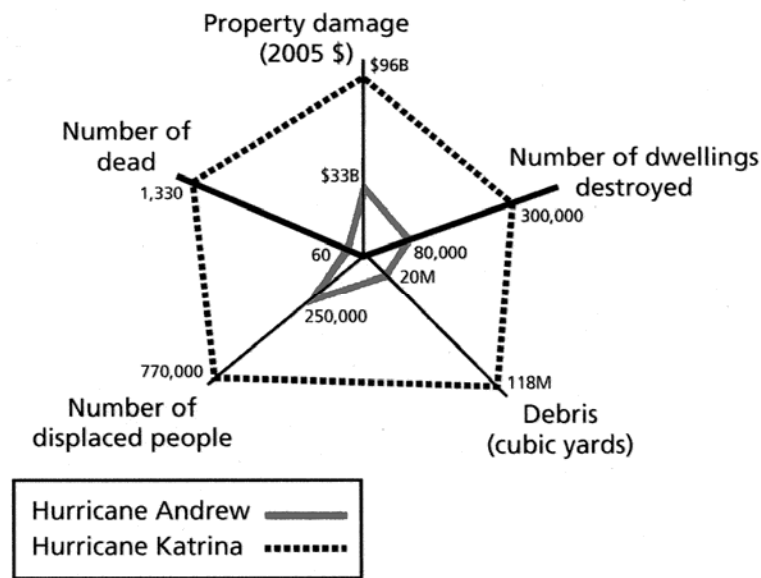 Property damage
(2005 $)
$96B
Number of
dead
1,330
$33B
Number of dwellings
destroyed
300,000
60
80,000
20M
250,000
770,000
118M
Number of
displaced people
Debris
(cubic yards)
Hurricane Andrew
Hurricane Katrina